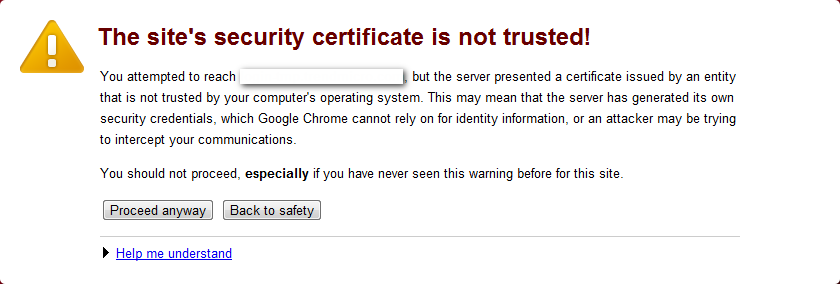 The site's security certificate is not trusted!
You attempted to reach , but the server presented a certificate issued by an entity
that is not trusted by your computer's operating system. This may mean that the server has generated its own
security credentials, which Google Chrome cannot rely on for identity information, or an attacker may be trying
to intercept your communications.
You should not proceed, especially if you have never seen this warning before for this site.
Proceed anyway Back to safety
Help me understand